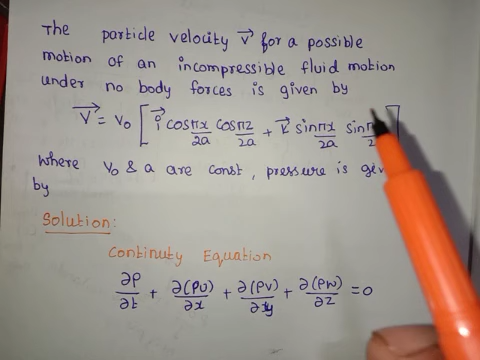 The particle velocity v⃗ for a possible
motion of an incompressible fluid motion
under no body forces is given by
V⃗ = V₀ [ i⃗ cos πx/2a cos πz/2a + k⃗ sin πx/2a
where V₀ & a are const, pressure is
by
Solution:
Continuty Equation
∂ρ/∂t + ∂(ρU)/∂x + ∂(ρV)/∂y + ∂(ρW)/∂z = 0